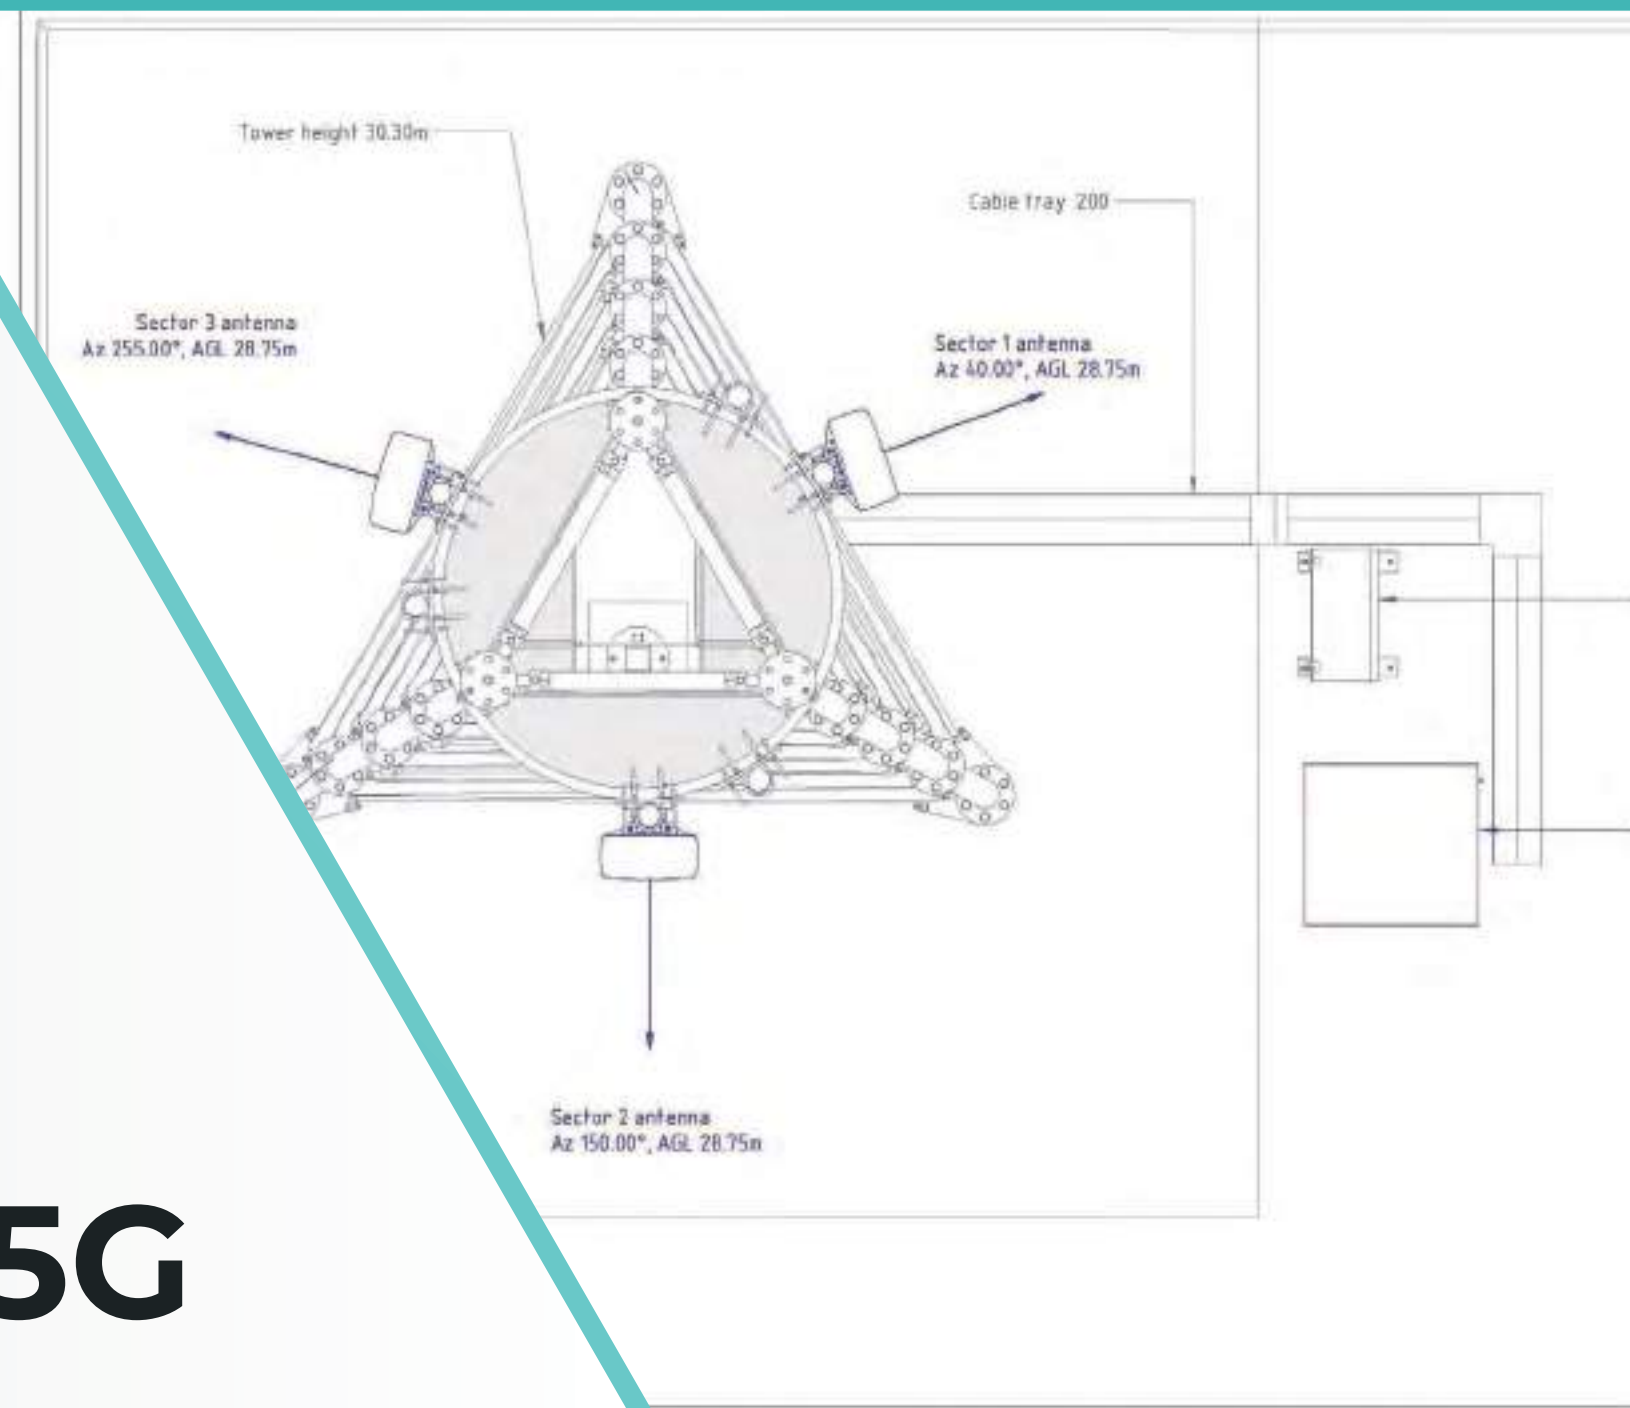 Tower height 30.30m
Cable tray 200
Sector 3 antenna
Az 255.00°, AGL 28.75m
Sector 1 antenna
Az 40.00°, AGL 28.75m
Sector 2 antenna
Az 150.00°, AGL 28.75m
5G